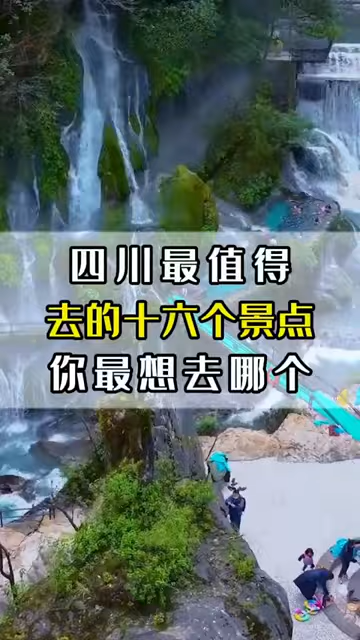 四川最值得
去的十六个景点
你最想去哪个